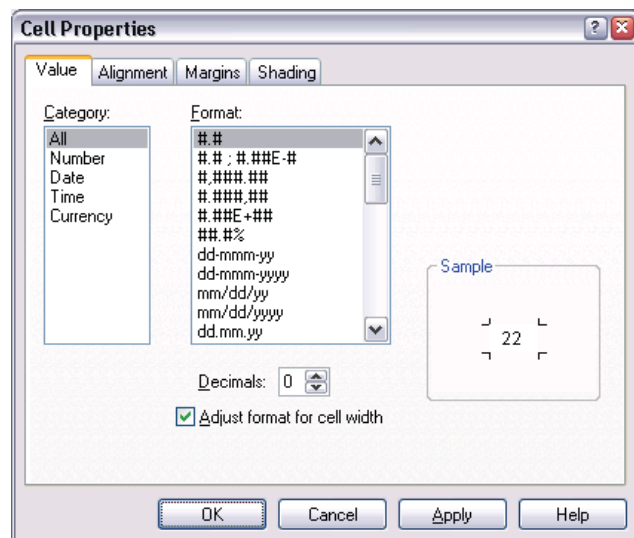 Cell Properties
Value Alignment Margins Shading
Category: Format:
All
Number
Date
Time
Currency
#.#
#.# ; #.##E-#
#,###.##
#.###,##
#.##E+##
##.#%
dd-mmm-yy
dd-mmm-yyyy
mm/dd/yy
mm/dd/yyyy
dd.mm.yy
Sample
22
Decimals: 0
Adjust format for cell width
OK Cancel Apply Help